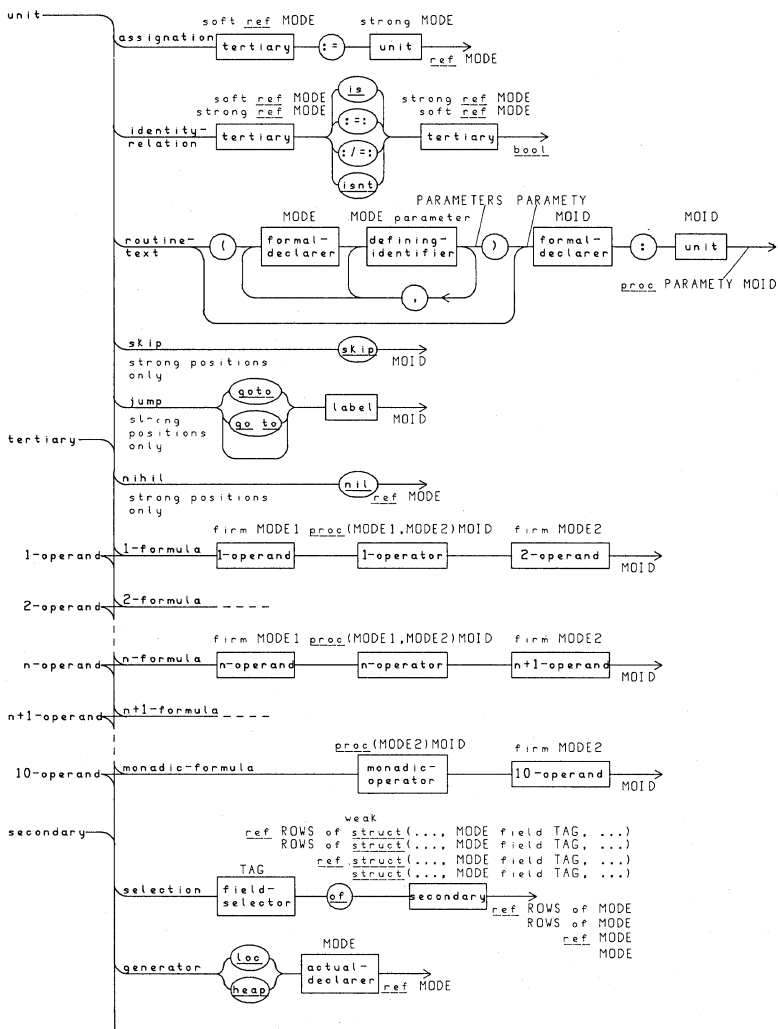 unit
soft ref MODE strong MODE
assignation tertiary := unit
ref MODE
is
soft ref MODE strong ref MODE
strong ref MODE soft ref MODE
identity-relation tertiary :=: tertiary
:/=:
bool
isnt
PARAMETERS PARAMETY
MODE MODE parameter MOID MOID
routine-text ( formal-declarer defining-identifier ) formal-declarer : unit
,
proc PARAMETY MOID
skip skip
MOID
strong positions
only
jump goto label
go to
MOID
strong
positions
only
tertiary
nihil nil
ref MODE
strong positions
only
firm MODE1 proc(MODE1,MODE2)MOID firm MODE2
1-operand 1-formula 1-operand 1-operator 2-operand
MOID
2-operand 2-formula
firm MODE1 proc(MODE1,MODE2)MOID firm MODE2
n-operand n-formula n-operand n-operator n+1-operand
MOID
n+1-operand n+1-formula
proc(MODE2)MOID firm MODE2
10-operand monadic-formula monadic-operator 10-operand
MOID
secondary
weak
ref ROWS of struct(..., MODE field TAG, ...)
ROWS of struct(..., MODE field TAG, ...)
ref struct(..., MODE field TAG, ...)
struct(..., MODE field TAG, ...)
TAG
selection field-selector of secondary
ref ROWS of MODE
ROWS of MODE
ref MODE
MODE
MODE
generator loc actual-declarer
heap
ref MODE